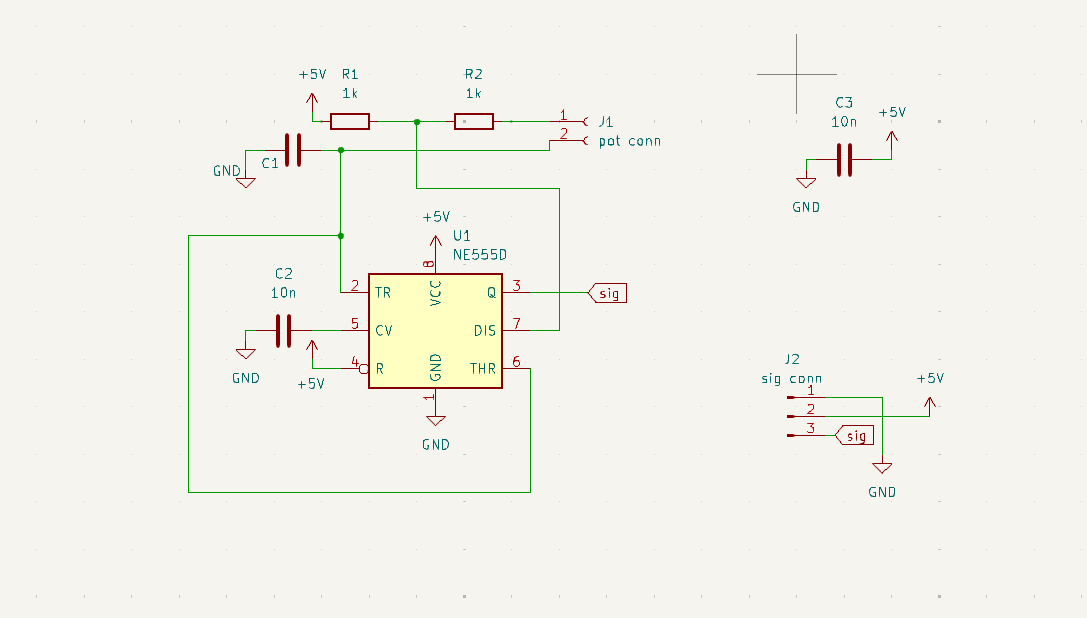 +5V
R1
1k
R2
1k
1
2
J1
pot conn
C1
GND
C3
10n
+5V
GND
+5V
U1
NE555D
8
C2
10n
2
TR
VCC
Q
3
sig
5
CV
DIS
7
GND
+5V
4
R
GND
THR
6
1
GND
J2
sig conn
+5V
1
2
3
sig
GND